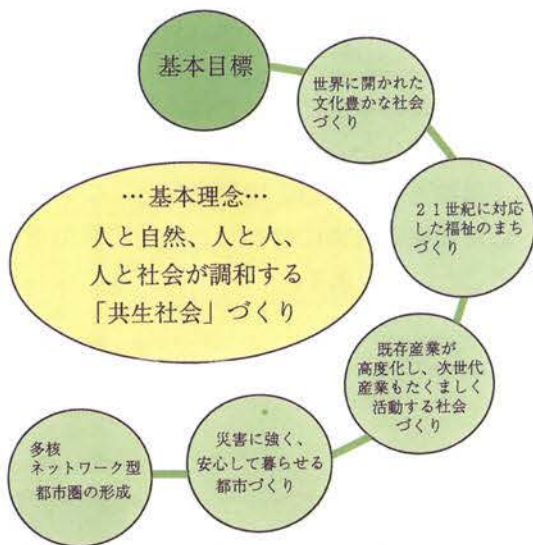 基本目標
世界に開かれた
文化豊かな社会
づくり
…基本理念…
人と自然、人と人、
人と社会が調和する
「共生社会」づくり
21世紀に対応
した福祉のまち
づくり
既存産業が
高度化し、次世代
産業もたくましく
活動する社会
づくり
災害に強く、
安心して暮らせる
都市づくり
多核
ネットワーク型
都市圏の形成